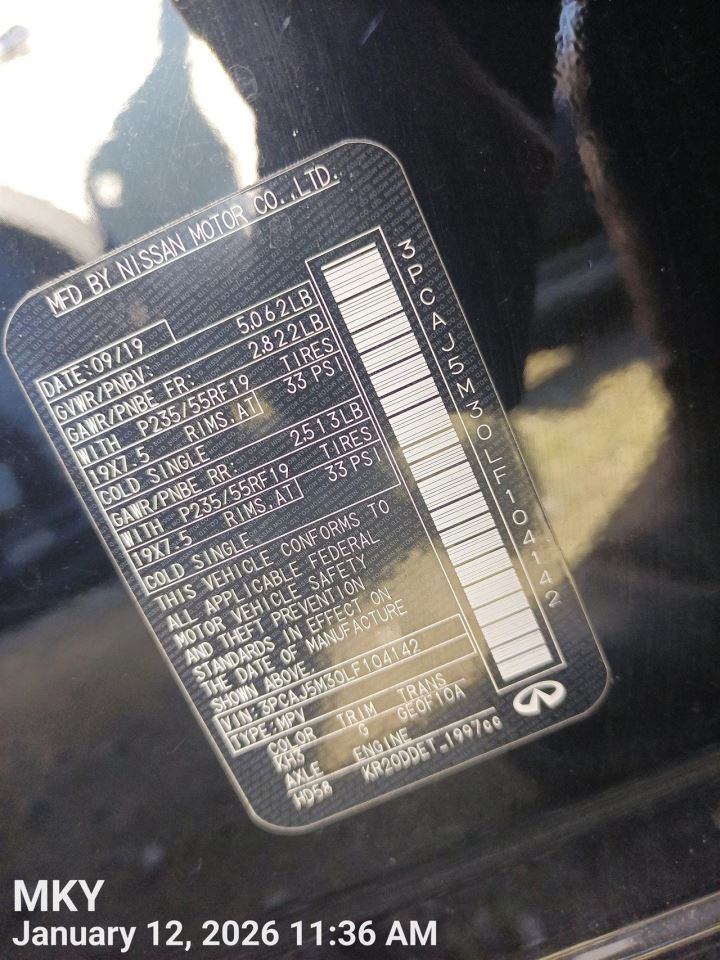 MFD BY NISSAN MOTOR CO.,LTD.
DATE:09/19
GVWR/PNBV: 5,062LB
GAWR/PNBE FR: 2,822LB
WITH P235/55RF19 TIRES
19X7.5 RIMS,AT 33 PSI
COLD SINGLE
GAWR/PNBE RR: 2513LB
WITH P235/55RF19 TIRES
19X7.5 RIMS,AT 33 PSI
COLD SINGLE
THIS VEHICLE CONFORMS TO
ALL APPLICABLE FEDERAL
MOTOR VEHICLE SAFETY
AND THEFT PREVENTION
STANDARDS IN EFFECT ON
THE DATE OF MANUFACTURE
SHOWN ABOVE.
VIN:3PCAJ5M30LF104142
TYPE:MPV
COLOR TRIM TRANS
KH3 G GE0F10A
AXLE ENGINE
HD58 KR20DDET_1997cc
3PCAJ5M30LF104142
MKY
January 12, 2026 11:36 AM